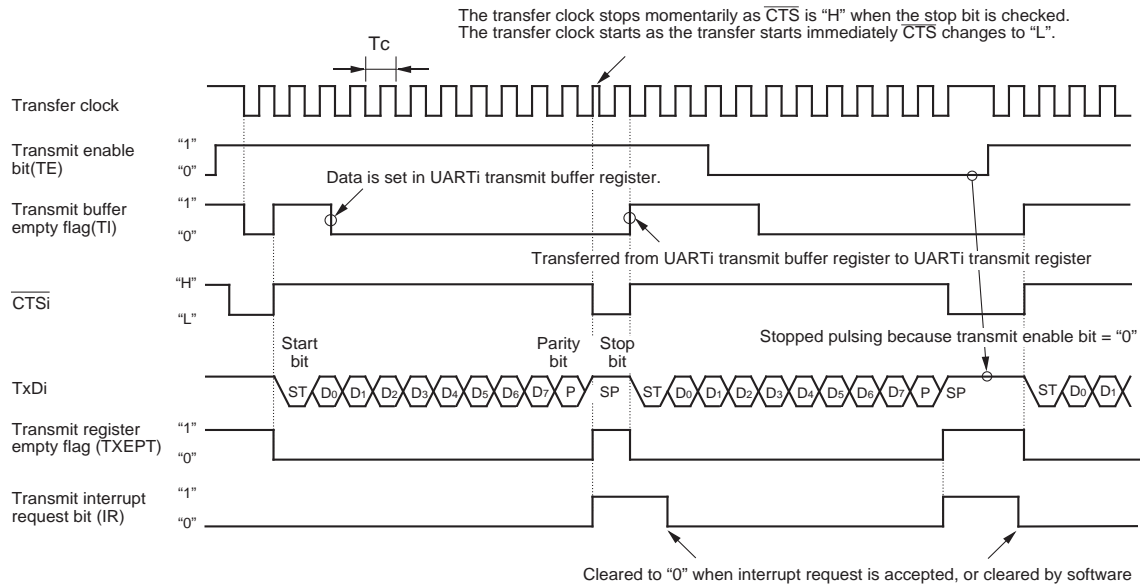 The transfer clock stops momentarily as CTS is “H” when the stop bit is checked.
The transfer clock starts as the transfer starts immediately CTS changes to “L”.
Tc
Transfer clock
Transmit enable
bit(TE)
“1”
“0”
Data is set in UARTi transmit buffer register.
Transmit buffer
empty flag(TI)
“1”
“0”
Transferred from UARTi transmit buffer register to UARTi transmit register
CTSi
“H”
“L”
Stopped pulsing because transmit enable bit = “0”
Start
bit
Parity
bit
Stop
bit
TxDi
ST D0 D1 D2 D3 D4 D5 D6 D7 P SP ST D0 D1 D2 D3 D4 D5 D6 D7 P SP ST D0 D1
Transmit register
empty flag (TXEPT)
“1”
“0”
Transmit interrupt
request bit (IR)
“1”
“0”
Cleared to “0” when interrupt request is accepted, or cleared by software